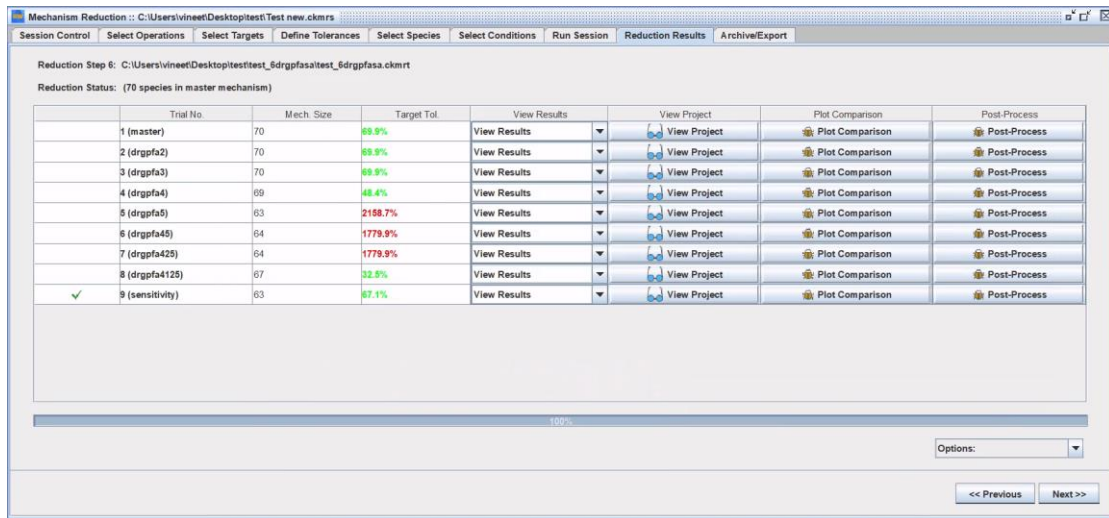 Mechanism Reduction :: C:\Users\vineet\Desktop\test\Test new.ckmrs
Session Control Select Operations Select Targets Define Tolerances Select Species Select Conditions Run Session Reduction Results Archive/Export
Reduction Step 6: C:\Users\vineet\Desktop\test\test_6drgpfasa\test_6drgpfasa.ckmrt
Reduction Status: (70 species in master mechanism)
Trial No. Mech. Size Target Tol. View Results View Project Plot Comparison Post-Process
1 (master) 70 69.9% View Results View Project Plot Comparison Post-Process
2 (drgpfa2) 70 69.9% View Results View Project Plot Comparison Post-Process
3 (drgpfa3) 70 69.9% View Results View Project Plot Comparison Post-Process
4 (drgpfa4) 69 48.4% View Results View Project Plot Comparison Post-Process
5 (drgpfa5) 63 2158.7% View Results View Project Plot Comparison Post-Process
6 (drgpfa45) 64 1779.9% View Results View Project Plot Comparison Post-Process
7 (drgpfa425) 64 1779.9% View Results View Project Plot Comparison Post-Process
8 (drgpfa4125) 67 32.5% View Results View Project Plot Comparison Post-Process
9 (sensitivity) 63 67.1% View Results View Project Plot Comparison Post-Process
100%
Options:
<< Previous Next >>